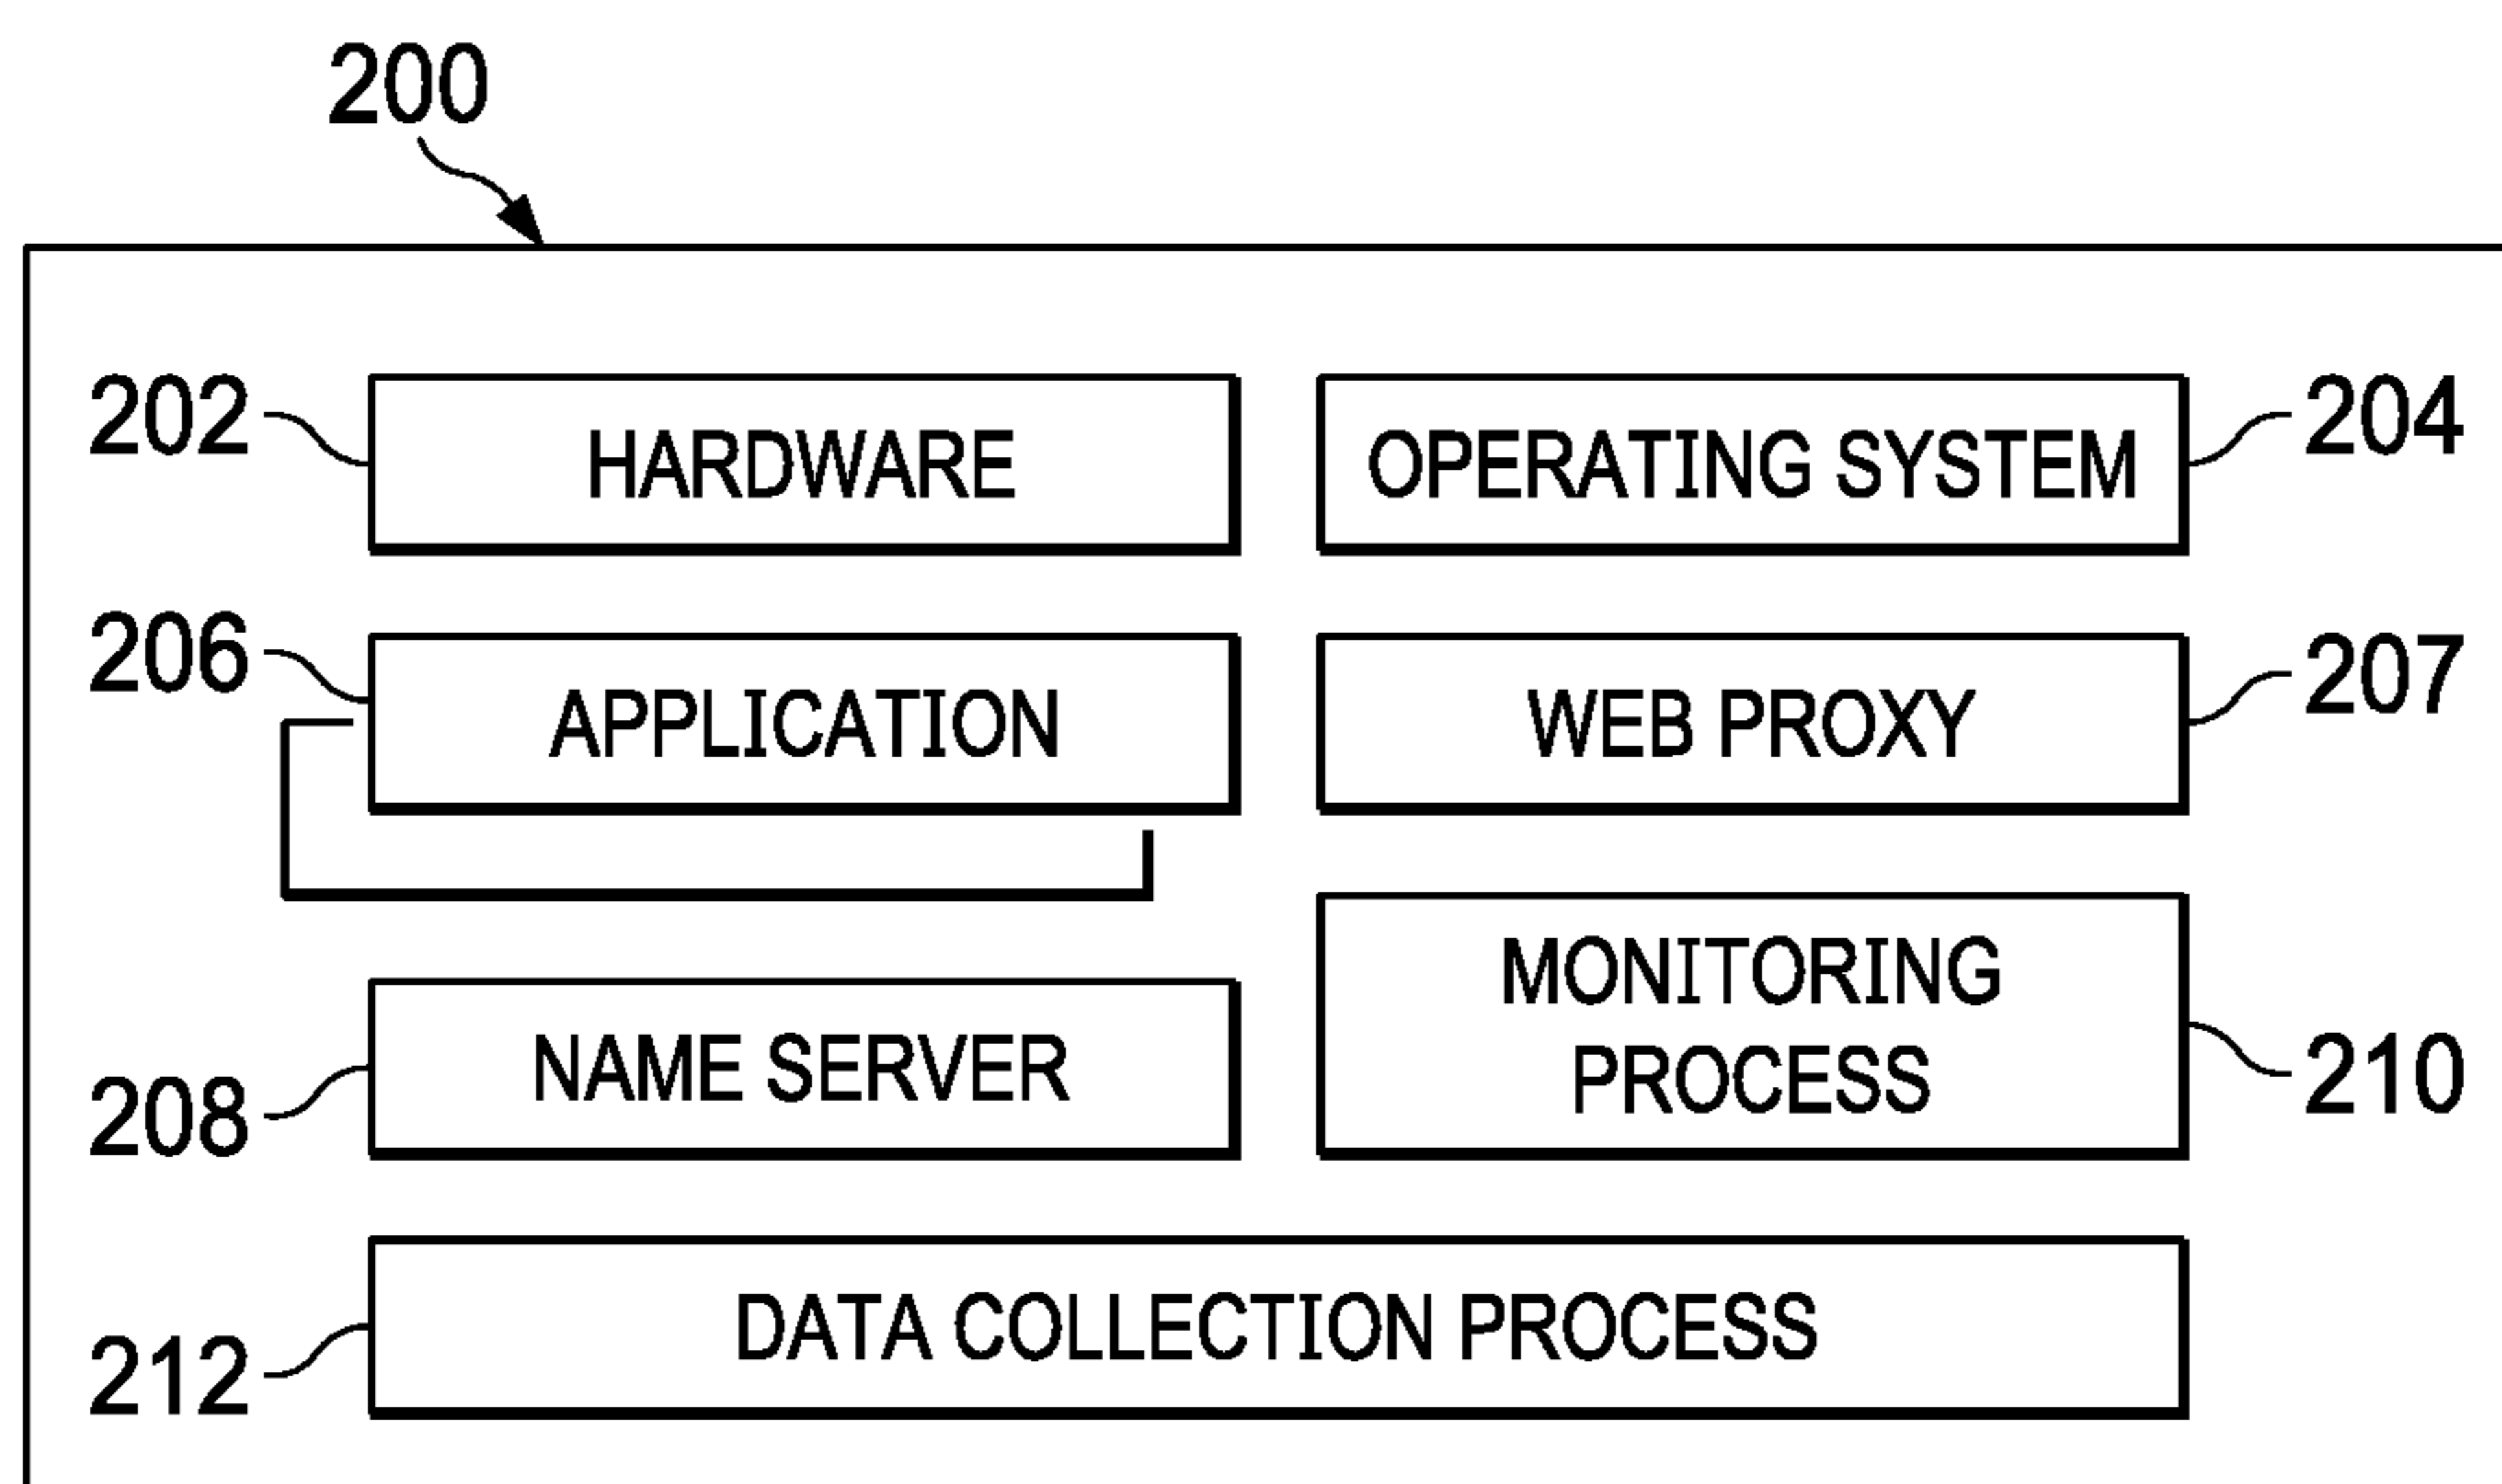 200
202 HARDWARE OPERATING SYSTEM 204
206 APPLICATION WEB PROXY 207
MONITORING
208 NAME SERVER PROCESS 210
212 DATA COLLECTION PROCESS